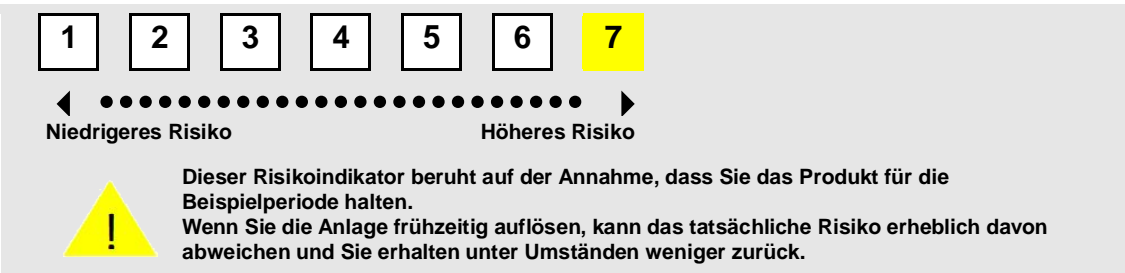 1 2 3 4 5 6 7
Niedrigeres Risiko Höheres Risiko
Dieser Risikoindikator beruht auf der Annahme, dass Sie das Produkt für die
Beispielperiode halten.
Wenn Sie die Anlage frühzeitig auflösen, kann das tatsächliche Risiko erheblich davon
abweichen und Sie erhalten unter Umständen weniger zurück.
!